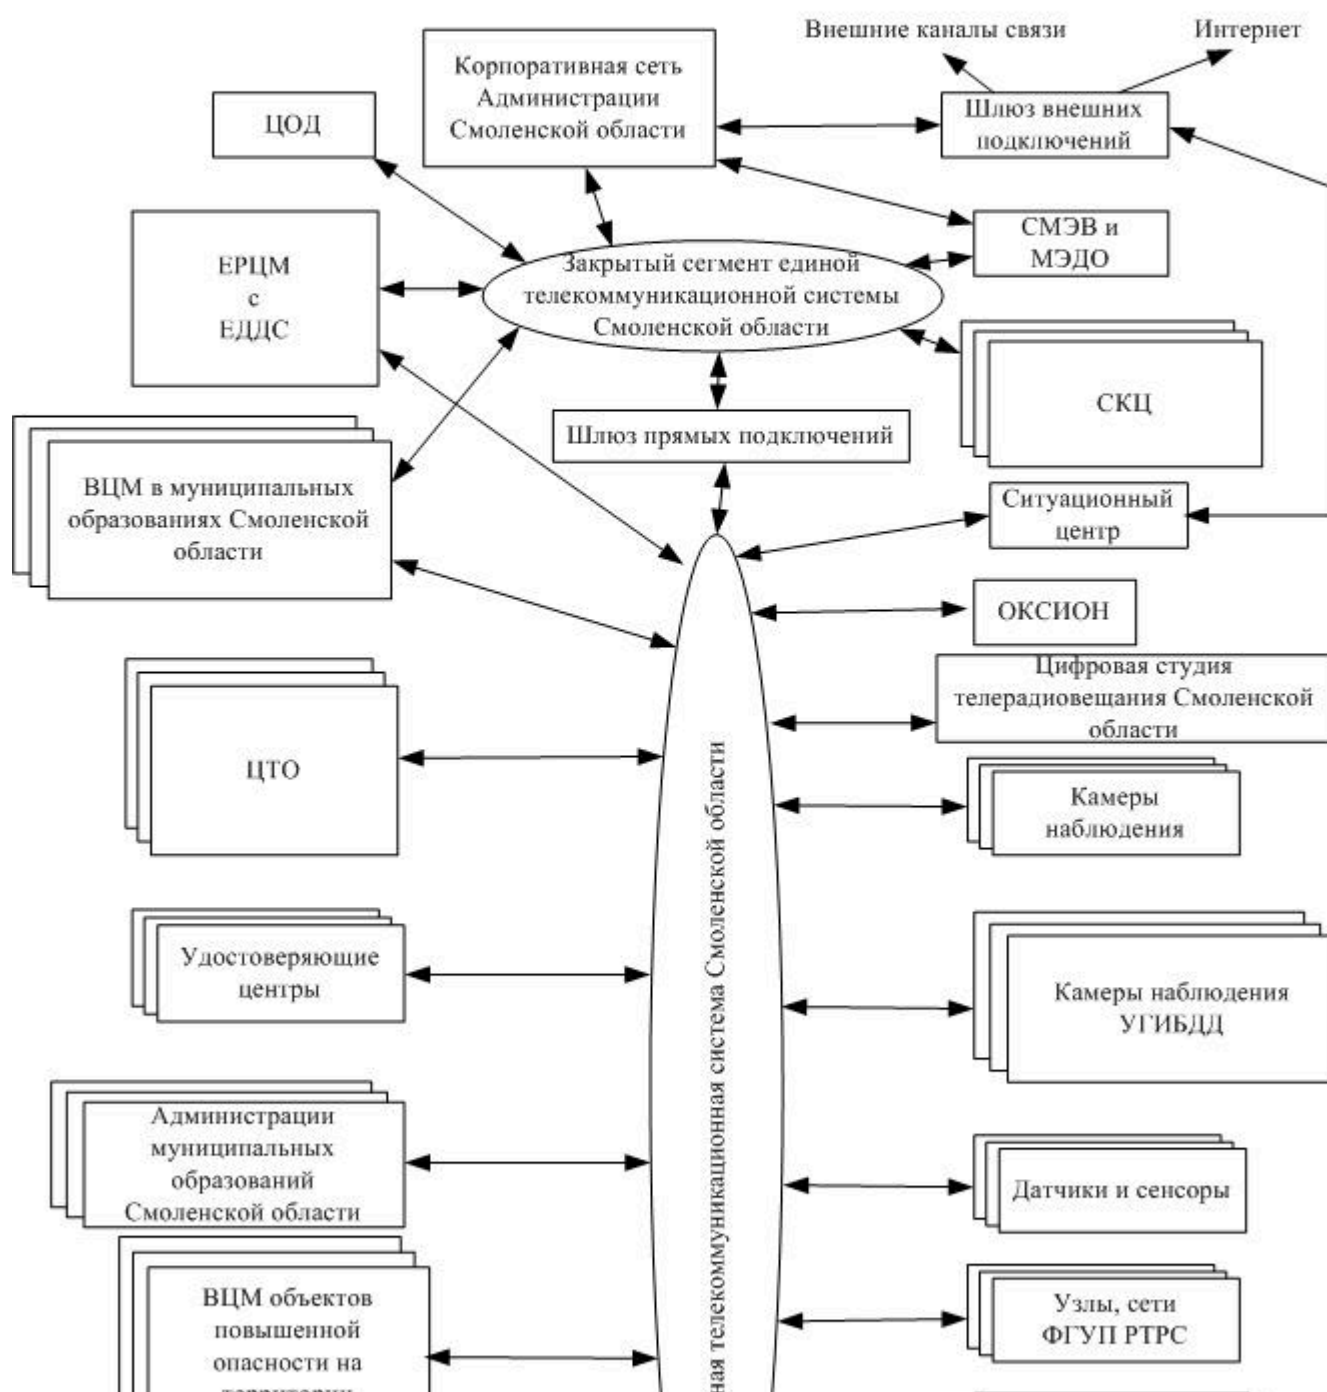 Внешние каналы связи
Интернет
Корпоративная сеть
Администрации
Смоленской области
Шлюз внешних
подключений
ЦОД
СМЭВ и
МЭДО
ЕРЦМ
с
ЕДДС
Закрытый сегмент единой
телекоммуникационной системы
Смоленской области
СКЦ
Шлюз прямых подключений
ВЦМ в муниципальных
образованиях Смоленской
области
Ситуационный
центр
ОКСИОН
Цифровая студия
телерадиовещания Смоленской
области
ЦТО
Камеры
наблюдения
Удостоверяющие
центры
Камеры наблюдения
УГИБДД
ная телекоммуникационная система Смоленской области
Администрации
муниципальных
образований
Смоленской области
Датчики и сенсоры
ВЦМ объектов
повышенной
опасности на
территории
Узлы, сети
ФГУП РТРС